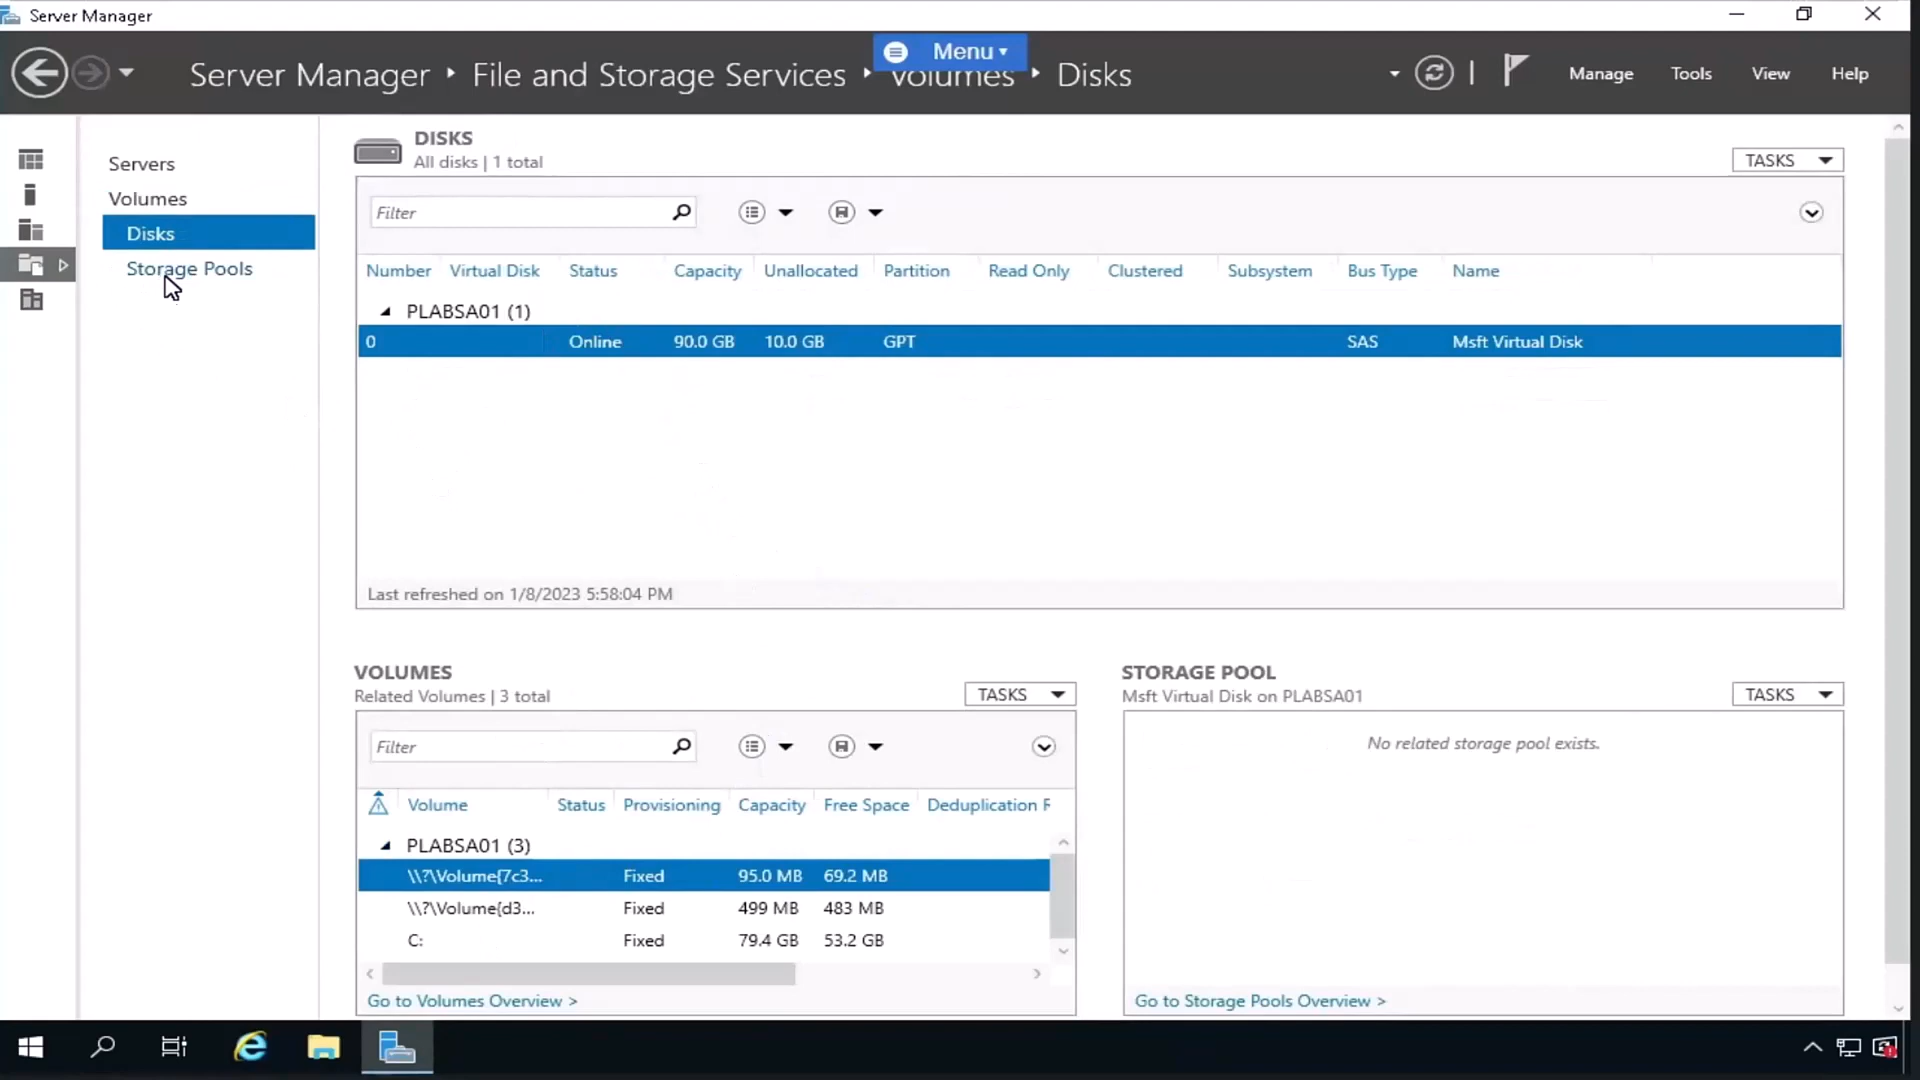 Server Manager
Menu
Server Manager ‣ File and Storage Services ‣ Volumes ‣ Disks
Manage Tools View Help
Servers
Volumes
Disks
Storage Pools
DISKS
All disks | 1 total
TASKS
Filter
Number Virtual Disk Status Capacity Unallocated Partition Read Only Clustered Subsystem Bus Type Name
PLABSA01 (1)
0 Online 90.0 GB 10.0 GB GPT SAS Msft Virtual Disk
Last refreshed on 1/8/2023 5:58:04 PM
VOLUMES
Related Volumes | 3 total
TASKS
Filter
Volume Status Provisioning Capacity Free Space Deduplication F
PLABSA01 (3)
\\?\Volume{7c3... Fixed 95.0 MB 69.2 MB
\\?\Volume{d3... Fixed 499 MB 483 MB
C: Fixed 79.4 GB 53.2 GB
Go to Volumes Overview >
STORAGE POOL
Msft Virtual Disk on PLABSA01
TASKS
No related storage pool exists.
Go to Storage Pools Overview >